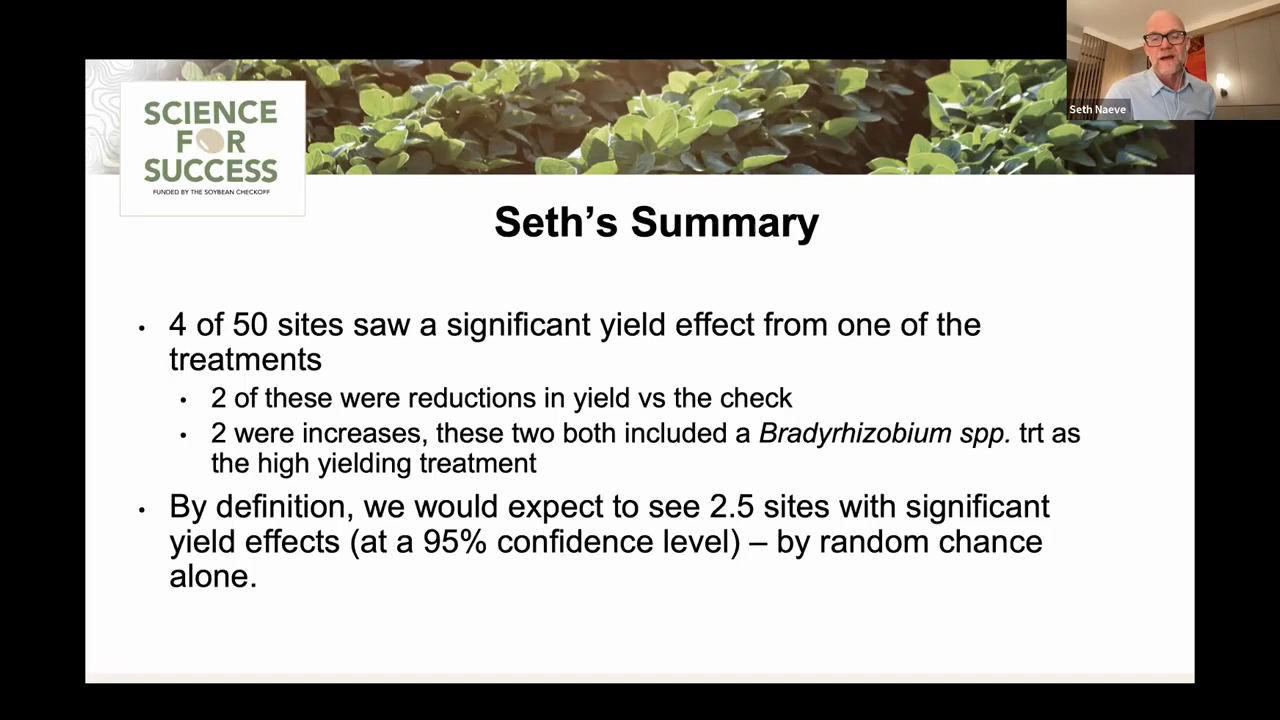 SCIENCE
FOR
SUCCESS
FUNDED BY THE SOYBEAN CHECKOFF
Seth Naeve
Seth’s Summary
• 4 of 50 sites saw a significant yield effect from one of the
treatments
• 2 of these were reductions in yield vs the check
• 2 were increases, these two both included a Bradyrhizobium spp. trt as
the high yielding treatment
• By definition, we would expect to see 2.5 sites with significant
yield effects (at a 95% confidence level) – by random chance
alone.